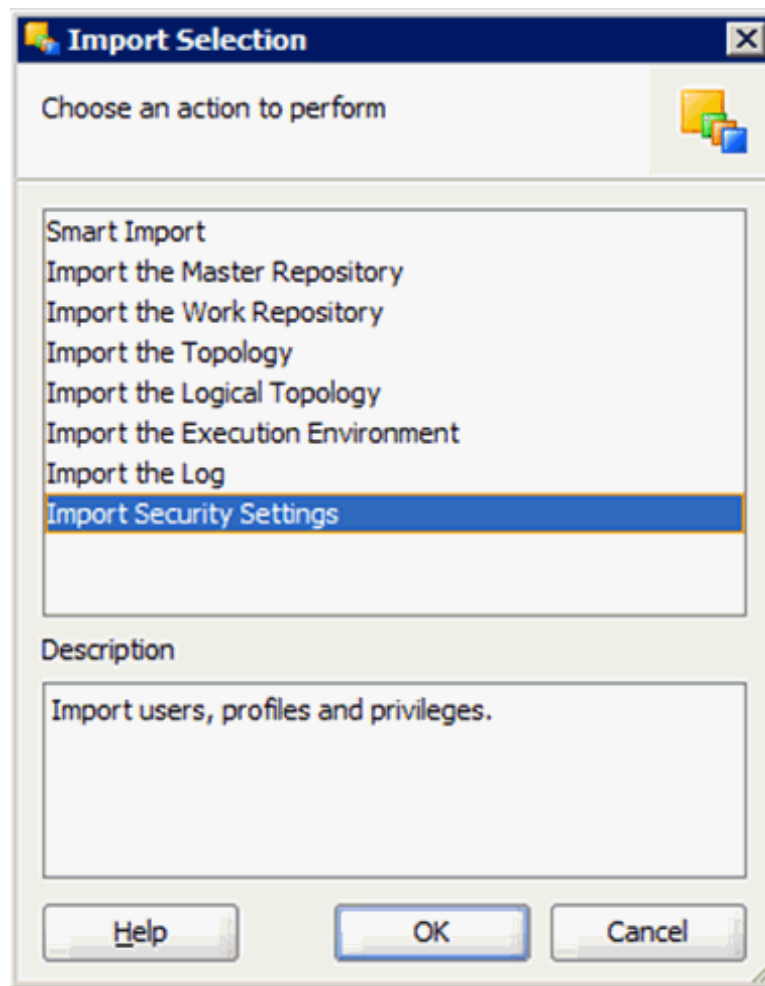 Import Selection
Choose an action to perform
Smart Import
Import the Master Repository
Import the Work Repository
Import the Topology
Import the Logical Topology
Import the Execution Environment
Import the Log
Import Security Settings
Description
Import users, profiles and privileges.
Help OK Cancel